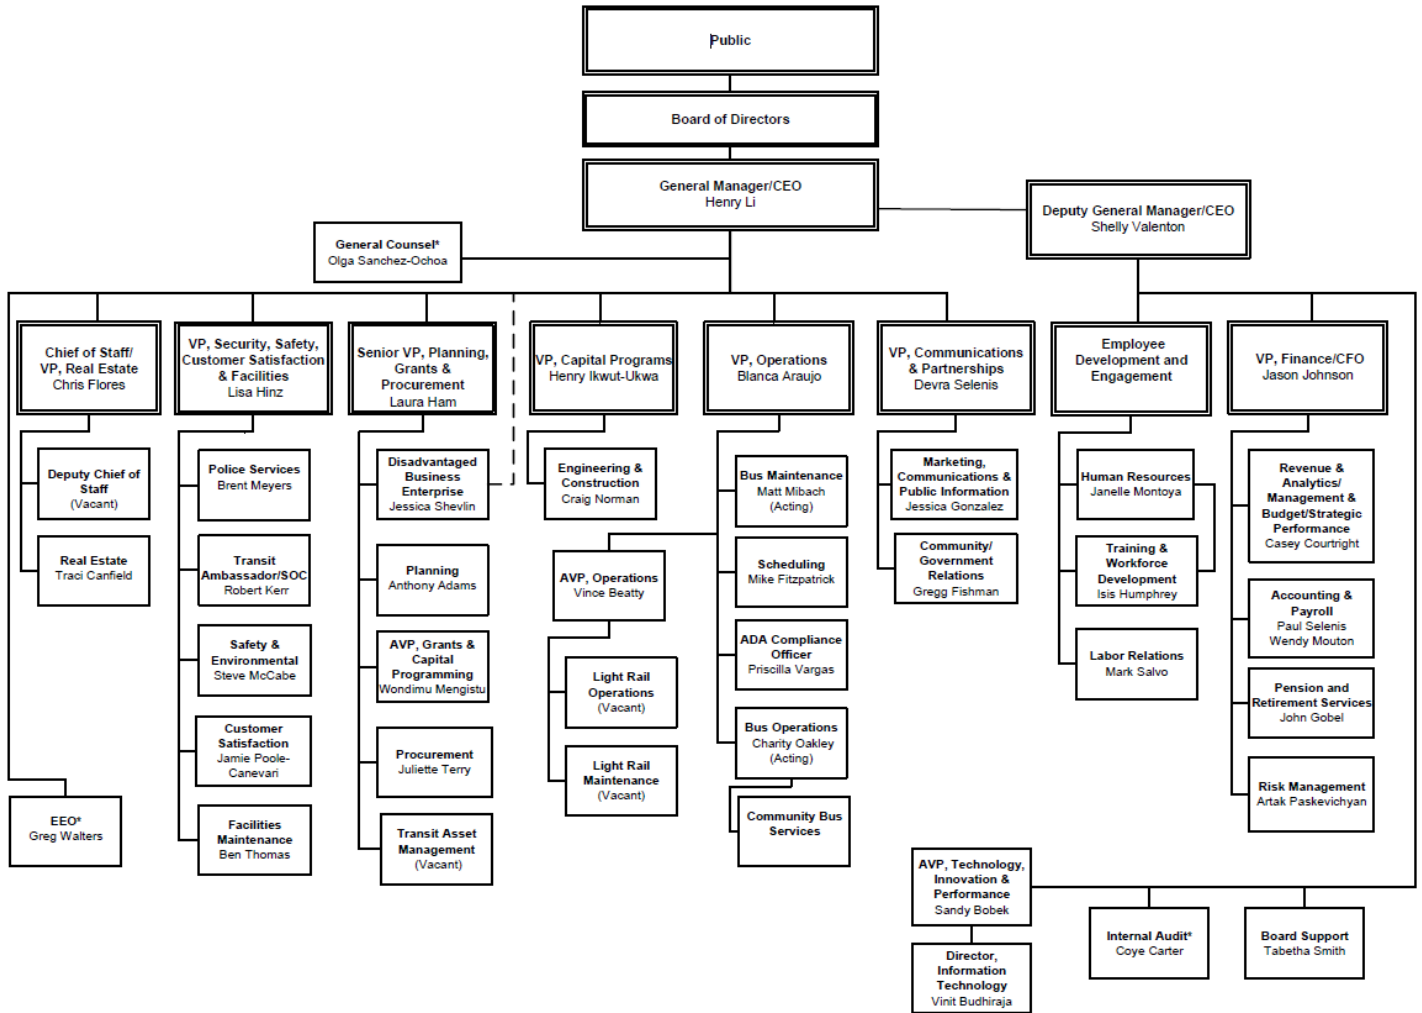 Public
Board of Directors
General Manager/CEO
Henry Li
Deputy General Manager/CEO
Shelly Valenton
General Counsel*
Olga Sanchez-Ochoa
Chief of Staff/
VP, Real Estate
Chris Flores
VP, Security, Safety,
Customer Satisfaction
& Facilities
Lisa Hinz
Senior VP, Planning,
Grants &
Procurement
Laura Ham
VP, Capital Programs
Henry Ikwut-Ukwa
VP, Operations
Blanca Araujo
VP, Communications
& Partnerships
Devra Selenis
Employee
Development and
Engagement
VP, Finance/CFO
Jason Johnson
Deputy Chief of
Staff
(Vacant)
Real Estate
Traci Canfield
EEO*
Greg Walters
Police Services
Brent Meyers
Transit
Ambassador/SOC
Robert Kerr
Safety &
Environmental
Steve McCabe
Customer
Satisfaction
Jamie Poole-
Canevari
Facilities
Maintenance
Ben Thomas
Disadvantaged
Business
Enterprise
Jessica Shevlin
Planning
Anthony Adams
AVP, Grants &
Capital
Programming
Wondimu Mengistu
Procurement
Juliette Terry
Transit Asset
Management
(Vacant)
Engineering &
Construction
Craig Norman
AVP, Operations
Vince Beatty
Light Rail
Operations
(Vacant)
Light Rail
Maintenance
(Vacant)
Bus Maintenance
Matt Mibach
(Acting)
Scheduling
Mike Fitzpatrick
ADA Compliance
Officer
Priscilla Vargas
Bus Operations
Charity Oakley
(Acting)
Community Bus
Services
Marketing,
Communications &
Public Information
Jessica Gonzalez
Community/
Government
Relations
Gregg Fishman
Human Resources
Janelle Montoya
Training &
Workforce
Development
Isis Humphrey
Labor Relations
Mark Salvo
Revenue &
Analytics/
Management &
Budget/Strategic
Performance
Casey Courtright
Accounting &
Payroll
Paul Selenis
Wendy Mouton
Pension and
Retirement Services
John Gobel
Risk Management
Artak Paskevichyan
AVP, Technology,
Innovation &
Performance
Sandy Bobek
Director,
Information
Technology
Vinit Budhiraja
Internal Audit*
Coye Carter
Board Support
Tabetha Smith